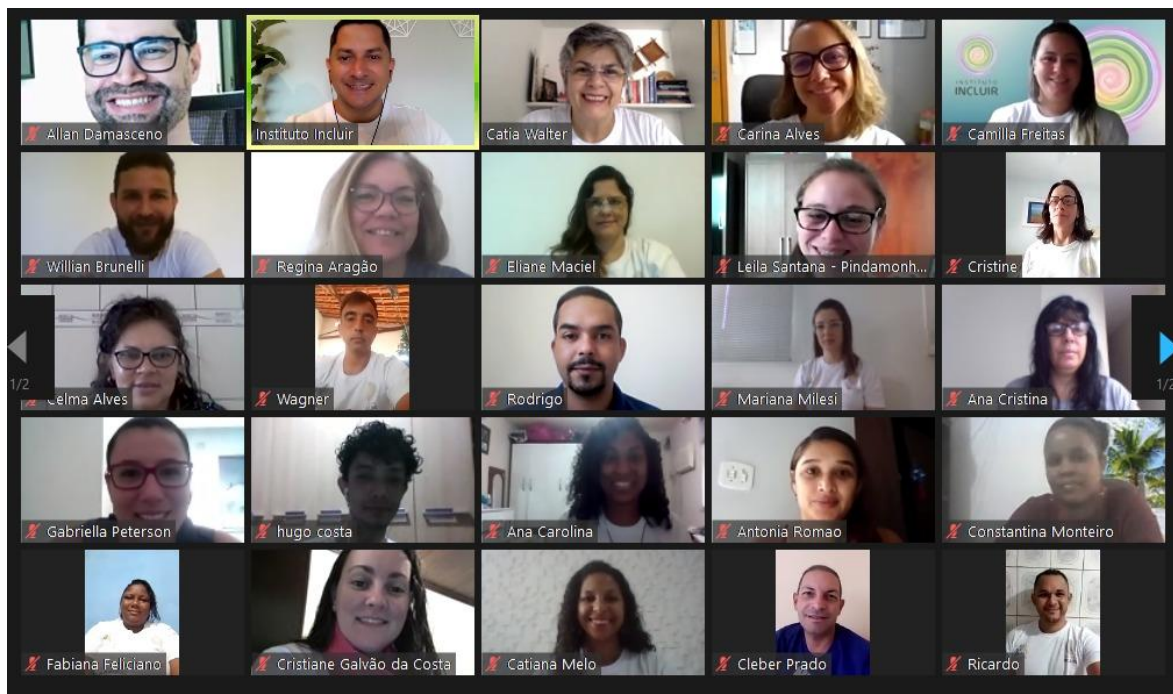 Allan Damasceno
Instituto Incluir
Catia Walter
Carina Alves
INSTITUTO
INCLUIR
Camilla Freitas
Willian Brunelli
Regina Aragão
Eliane Maciel
Leila Santana - Pindamonh...
Cristine
1/2
Celma Alves
Wagner
Rodrigo
Mariana Milesi
Ana Cristina
1/2
Gabriella Peterson
hugo costa
Ana Carolina
Antonia Romao
Constantina Monteiro
Fabiana Feliciano
Cristiane Galvão da Costa
Catiana Melo
Cleber Prado
Ricardo